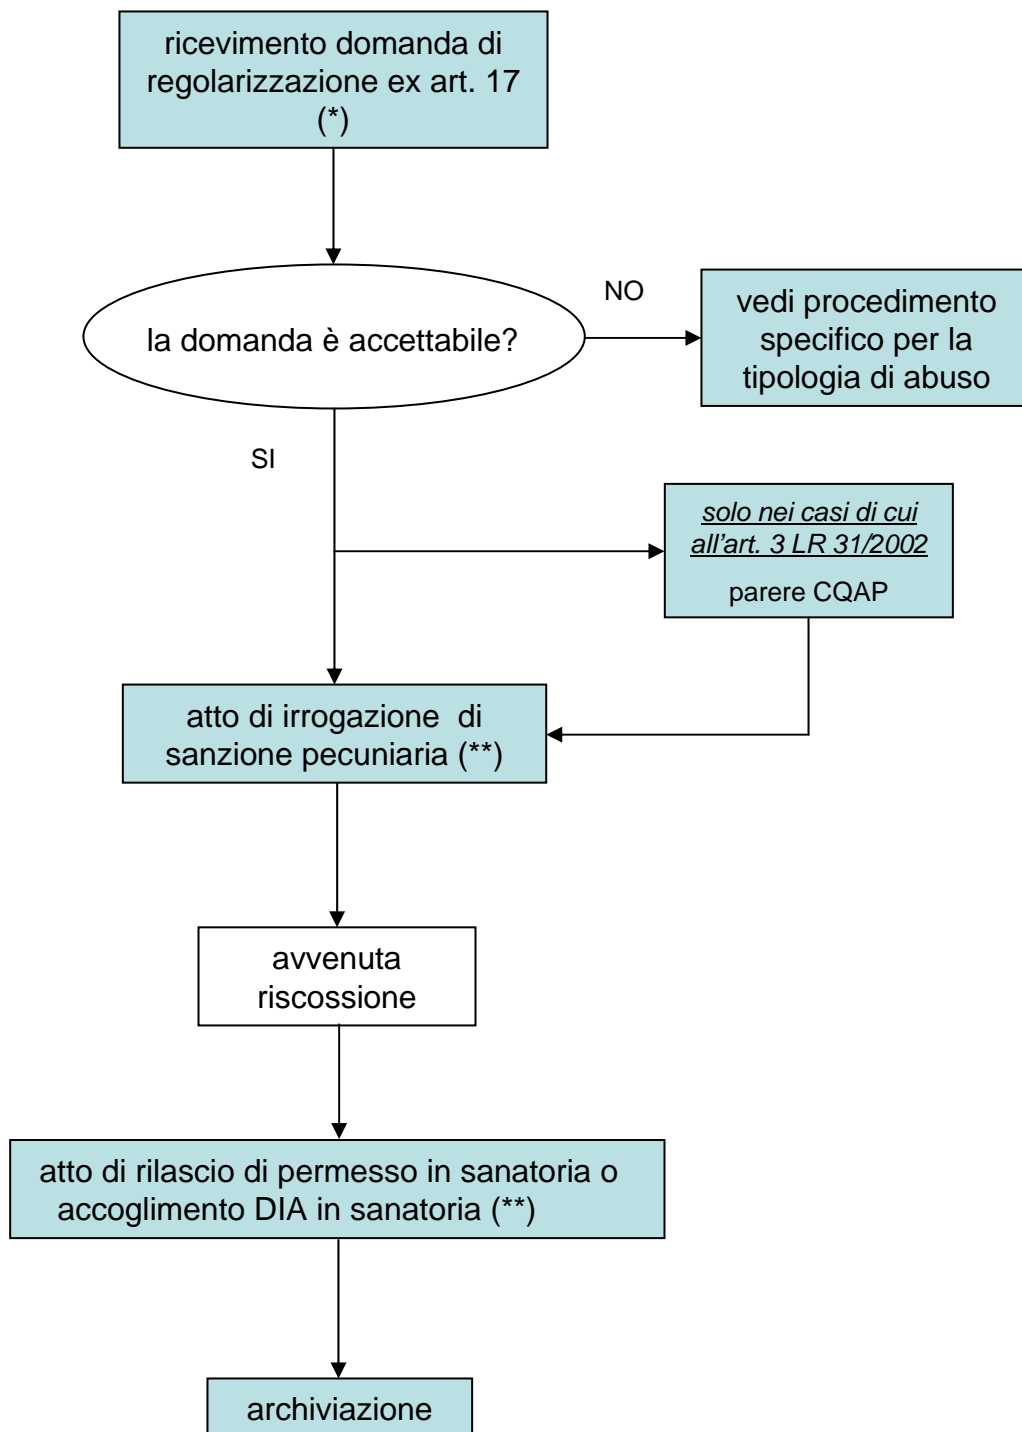 ricevimento domanda di
regolarizzazione ex art. 17
(*)
la domanda è accettabile?
NO
vedi procedimento
specifico per la
tipologia di abuso
SI
solo nei casi di cui
all’art. 3 LR 31/2002
parere CQAP
atto di irrogazione  di
sanzione pecuniaria (**)
avvenuta
riscossione
atto di rilascio di permesso in sanatoria o
accoglimento DIA in sanatoria (**)
archiviazione